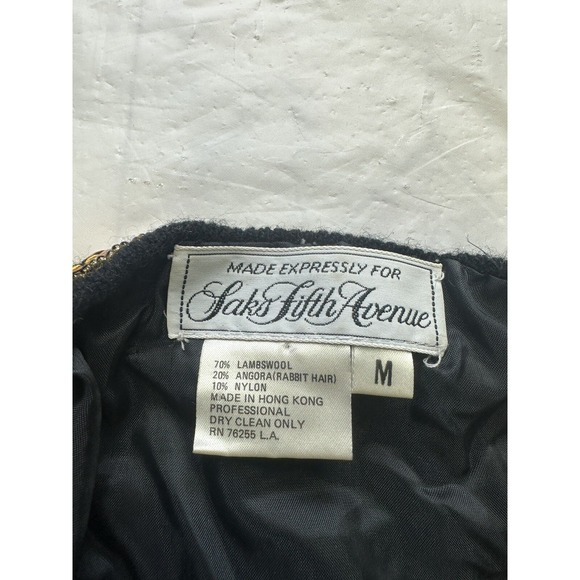 MADE EXPRESSLY FOR
Saks Fifth Avenue
70% LAMBSWOOL
20% ANGORA(RABBIT HAIR)
10% NYLON
MADE IN HONG KONG
PROFESSIONAL
DRY CLEAN ONLY
RN 76255 L.A.
M